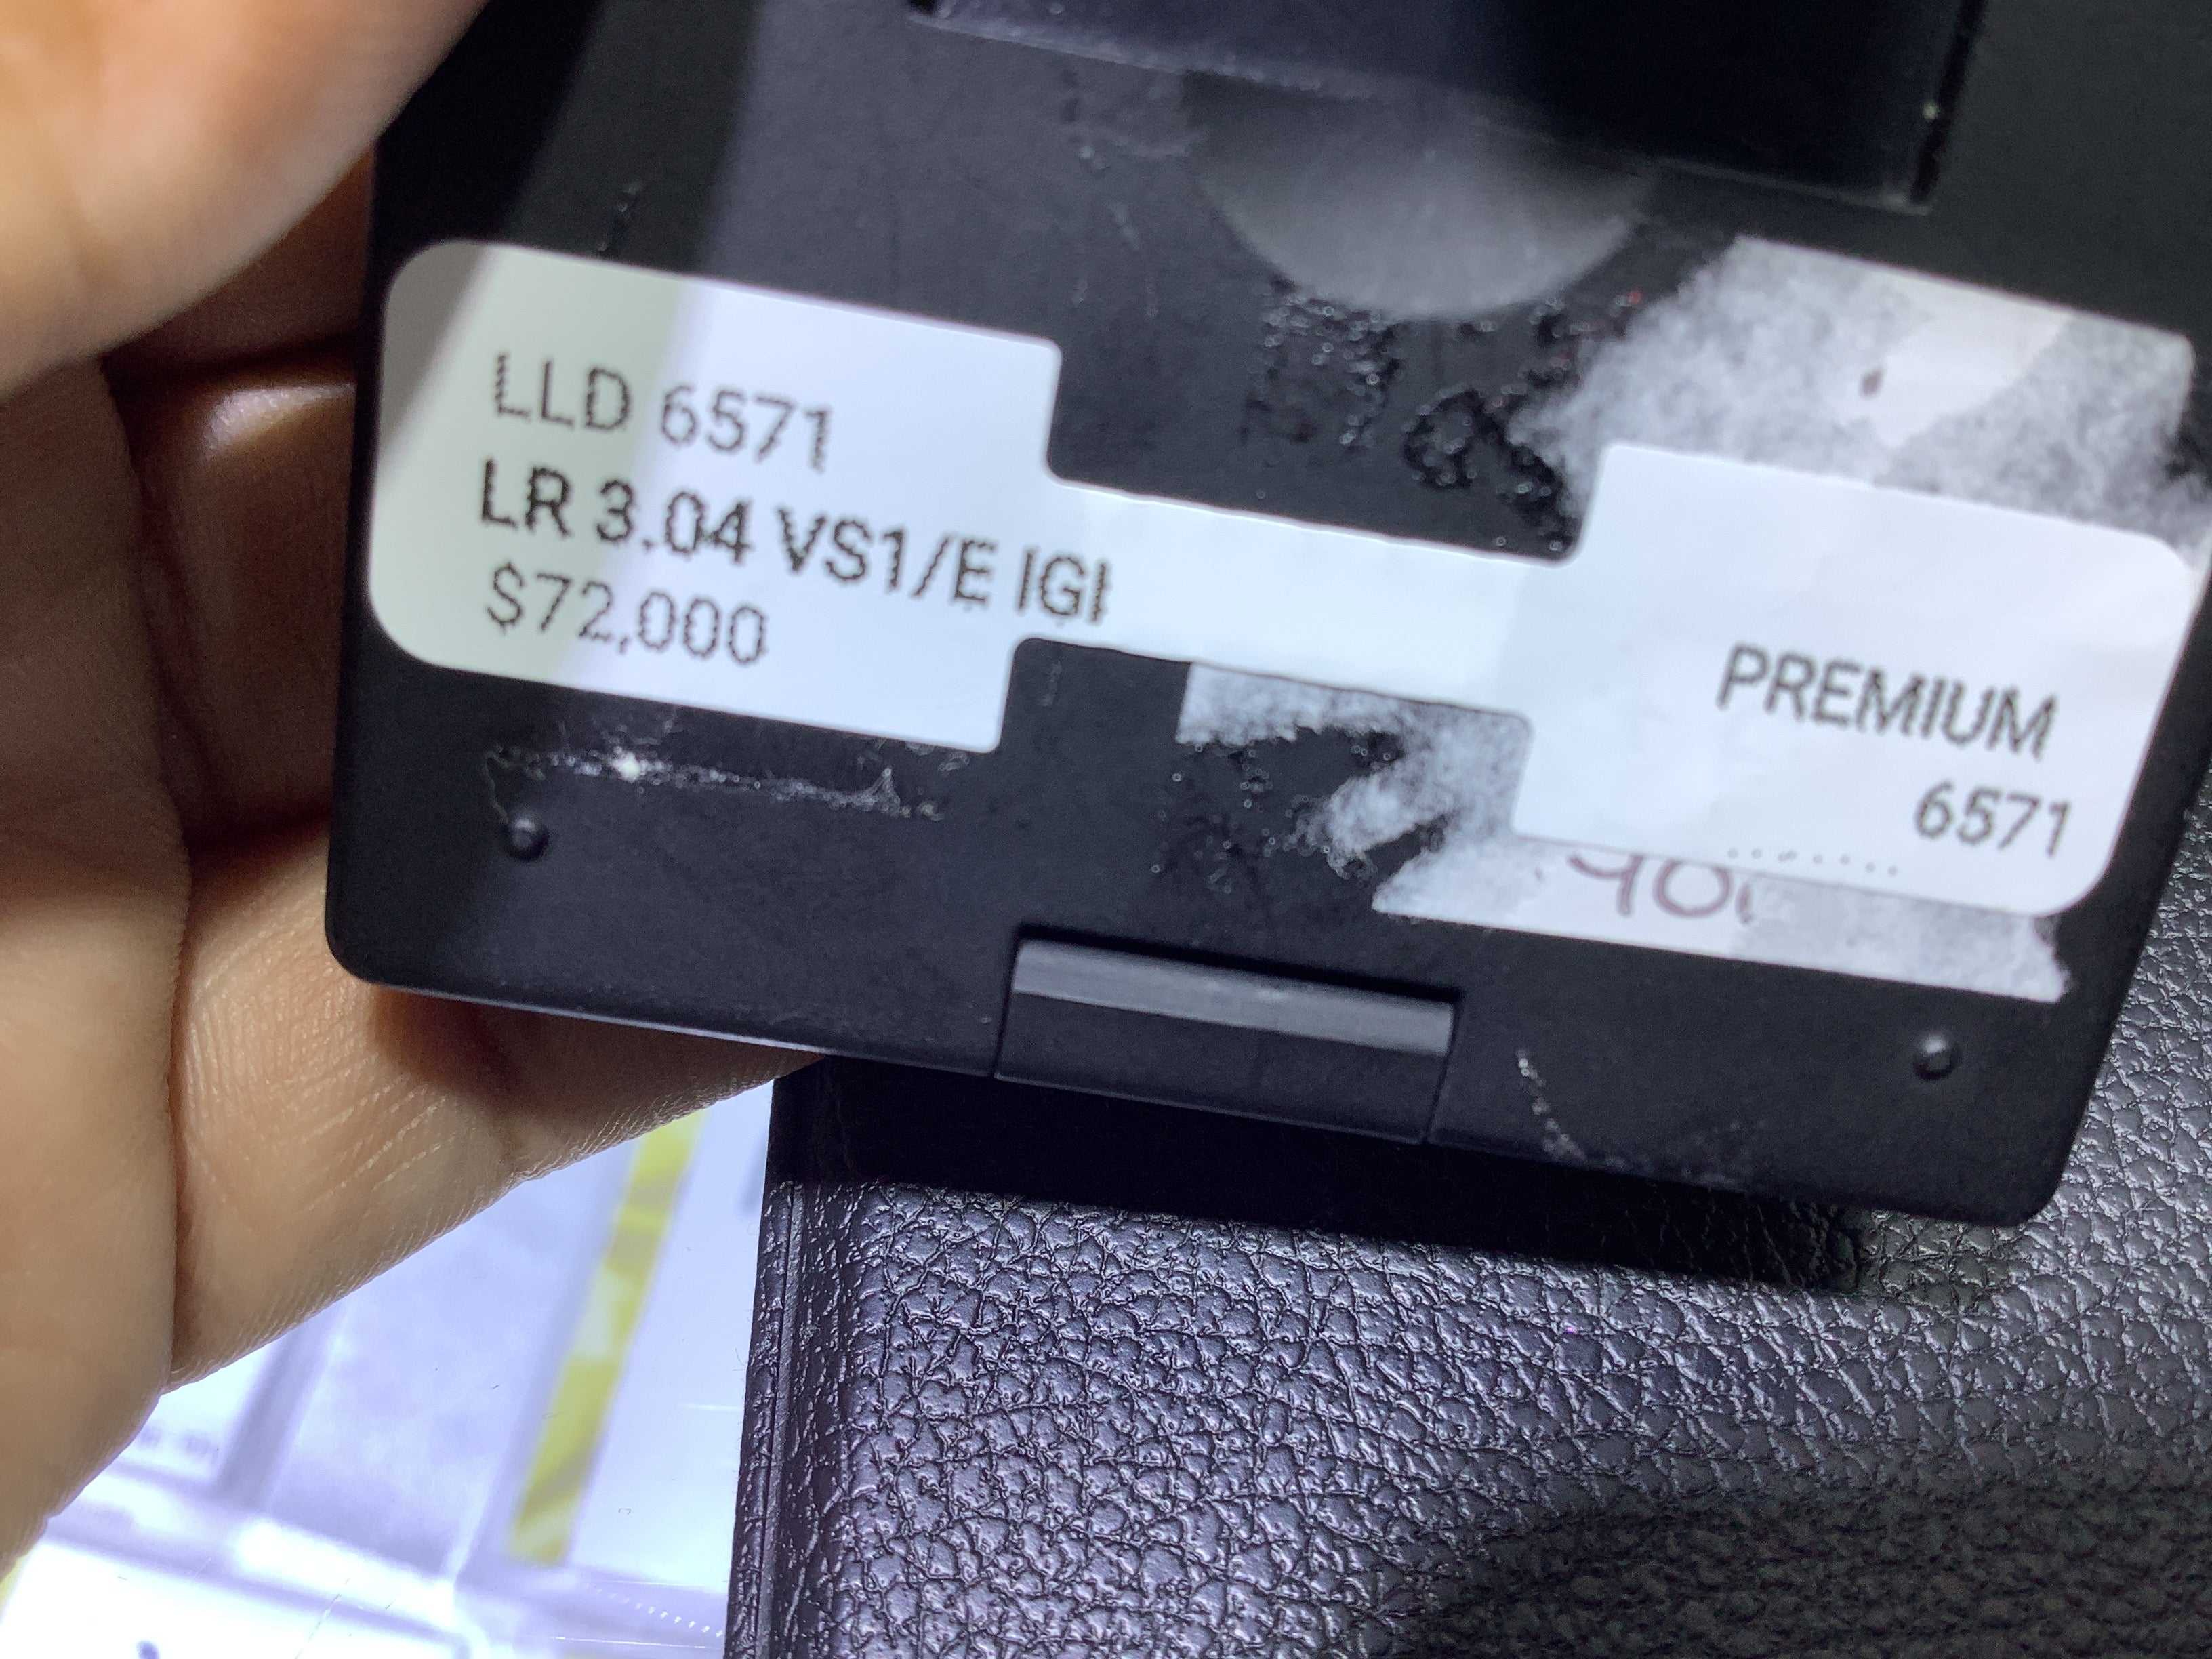 LLD 6571
LR 3.04 VS1/E IGI
$72,000
PREMIUM
6571